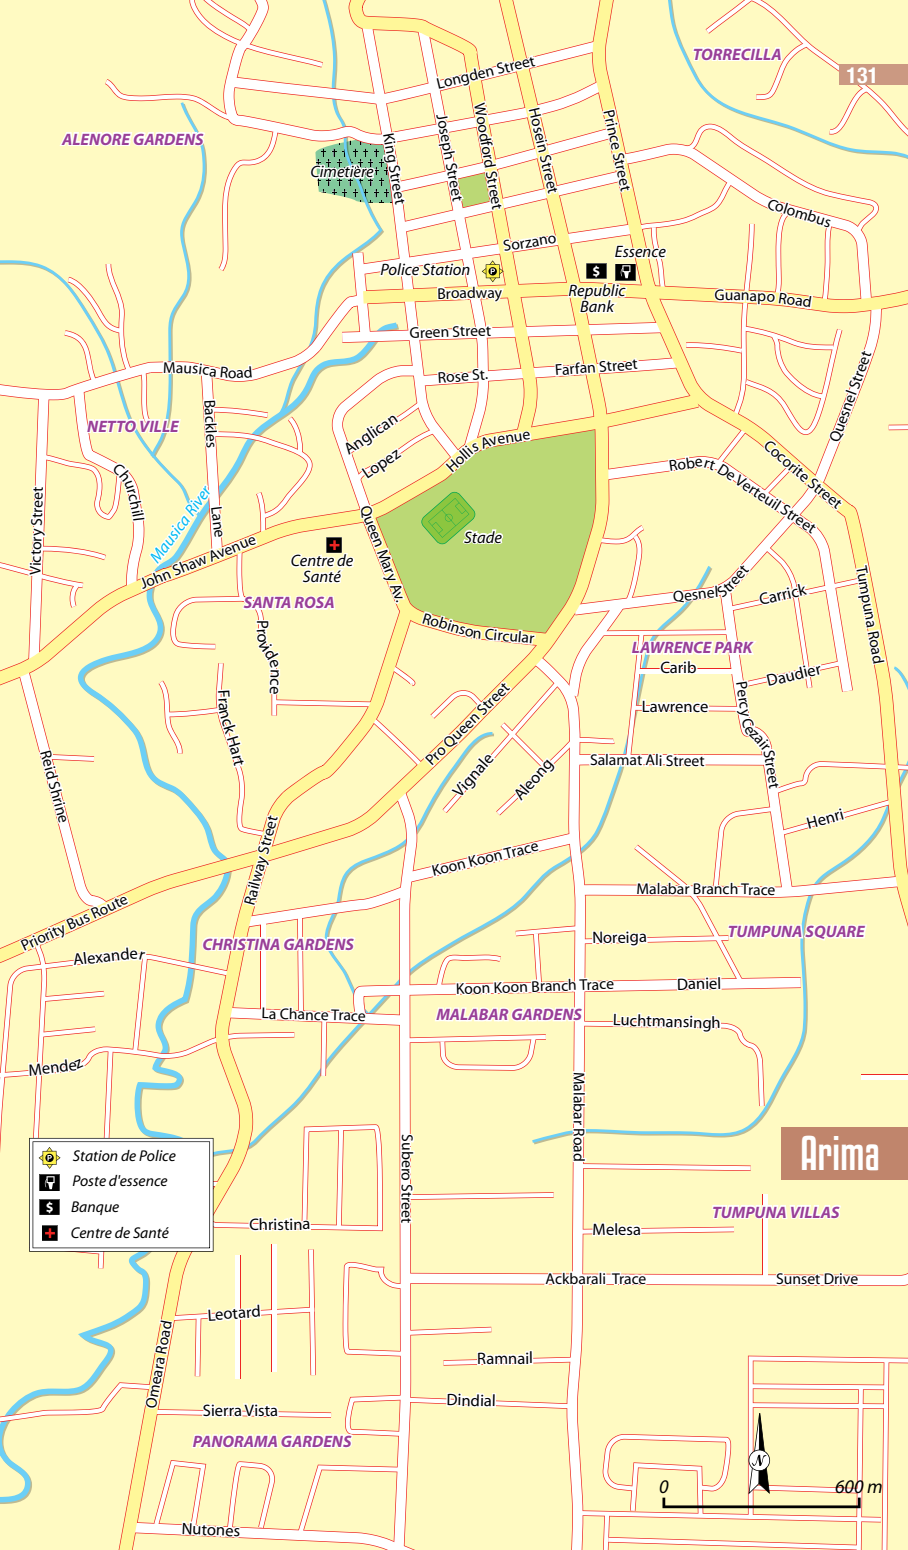 TORRECILLA
131
Longden Street
ALENORE GARDENS
Woodford Street
Hosein Street
Prince Street
King Street
Joseph Street
Cimetière
Colombus
Sorzano
Essence
Police Station
P
$
Republic
Bank
Broadway
Guanapo Road
Green Street
Mausica Road
Rose St.
Farfan Street
Quesnel Street
NETTO VILLE
Backles
Lane
Anglican
Lopez
Hollis Avenue
Cocorite Street
Robert De Verteuil Street
Churchill
Victory Street
Mausica River
Stade
Queen Mary Av.
John Shaw Avenue
Centre de
Santé
SANTA ROSA
Qesnel Street
Carrick
Tumpuna Road
Robinson Circular
Providence
LAWRENCE PARK
Carib
Daudier
Percy Cezair Street
Lawrence
Franck Hart
Pro Queen Street
Reid Shrine
Vignale
Aleong
Salamat Ali Street
Henri
Railway Street
Koon Koon Trace
Malabar Branch Trace
Priority Bus Route
CHRISTINA GARDENS
Noreiga
TUMPUNA SQUARE
Alexander
Koon Koon Branch Trace
Daniel
La Chance Trace
MALABAR GARDENS
Luchtmansingh
Mendez
Malabar Road
Subero Street
Arima
P
Station de Police
Poste d'essence
$
Banque
Centre de Santé
TUMPUNA VILLAS
Christina
Melesa
Ackbarali Trace
Sunset Drive
Leotard
Omeara Road
Ramnail
Dindial
Sierra Vista
PANORAMA GARDENS
N
0
600 m
Nutones